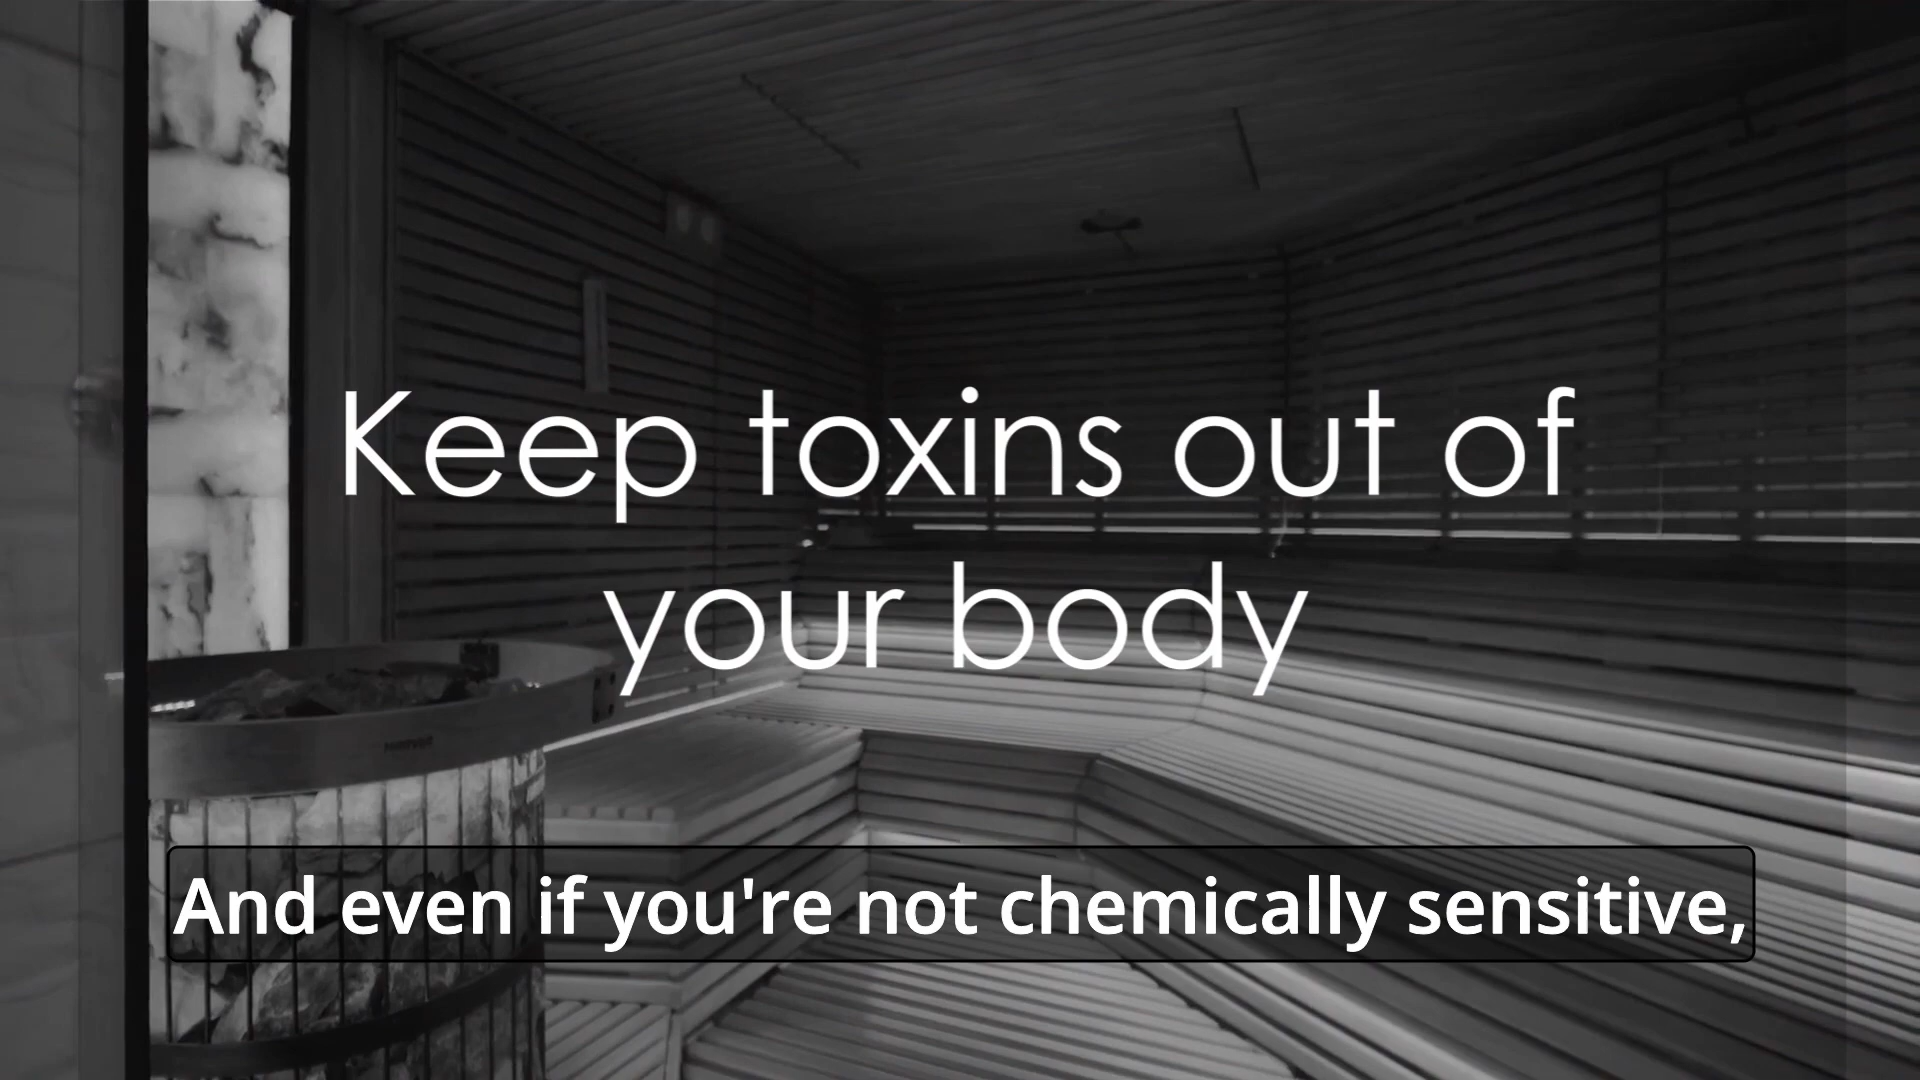 Keep toxins out of
your body
And even if you're not chemically sensitive,